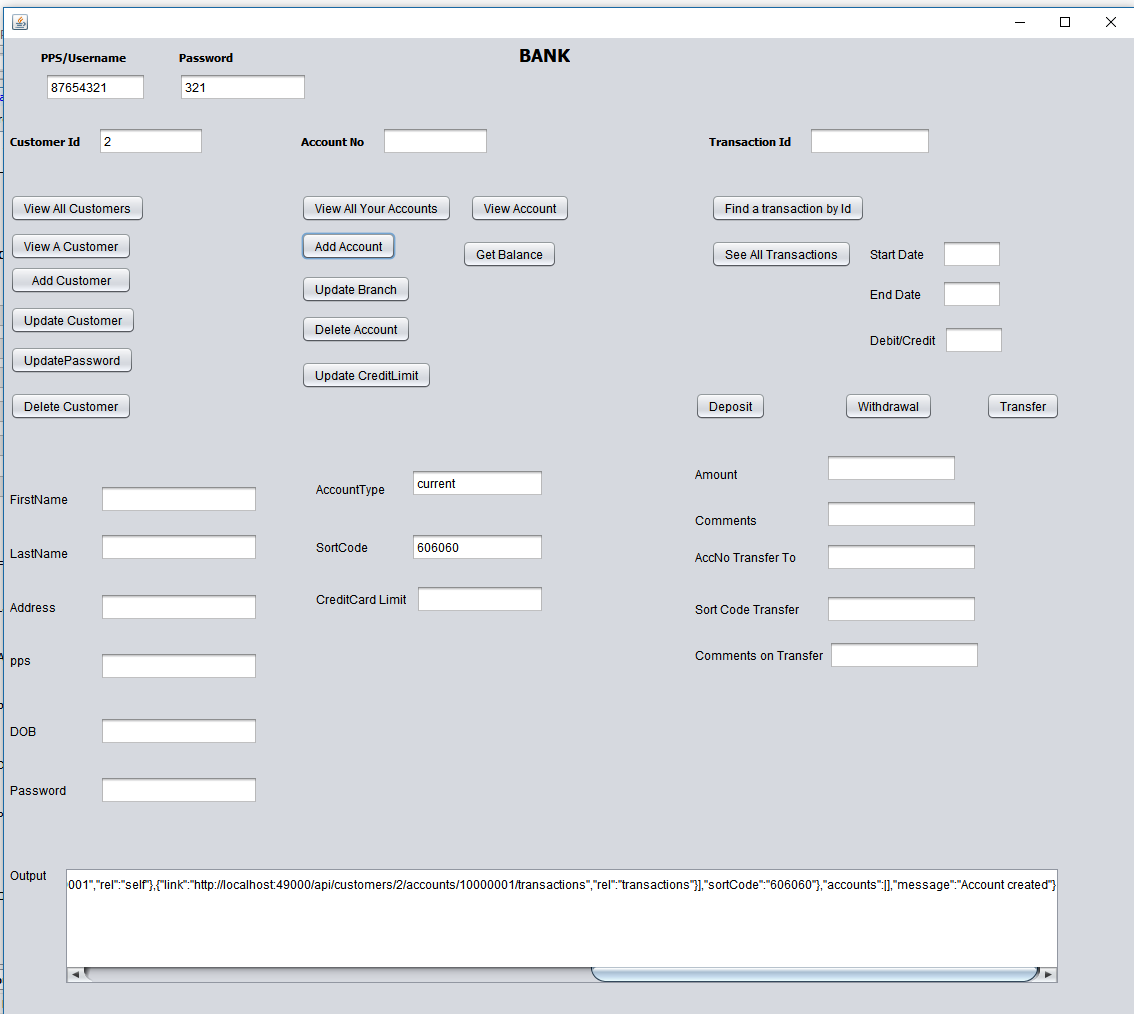 BANK
PPS/Username Password
87654321 321
Customer Id 2 Account No Transaction Id
View All Customers View All Your Accounts View Account Find a transaction by Id
View A Customer Add Account Get Balance See All Transactions Start Date
Add Customer Update Branch End Date
Update Customer Delete Account Debit/Credit
UpdatePassword Update CreditLimit
Delete Customer Deposit Withdrawal Transfer
FirstName AccountType current Amount
LastName SortCode 606060 Comments
AccNo Transfer To
Address CreditCard Limit Sort Code Transfer
pps Comments on Transfer
DOB
Password
Output 001","rel":"self"},{"link":"http://localhost:49000/api/customers/2/accounts/10000001/transactions","rel":"transactions"}],"sortCode":"606060"},"accounts":[],"message":"Account created"}